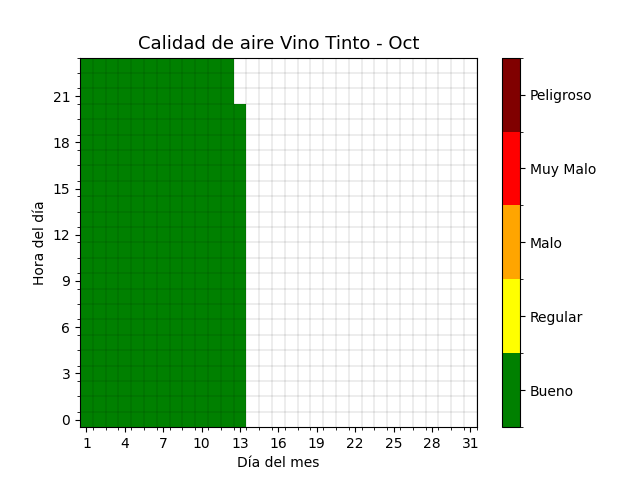 Calidad de aire Vino Tinto - Oct
Hora del día
21
18
15
12
9
6
3
0
1 4 7 10 13 16 19 22 25 28 31
Día del mes
Peligroso
Muy Malo
Malo
Regular
Bueno